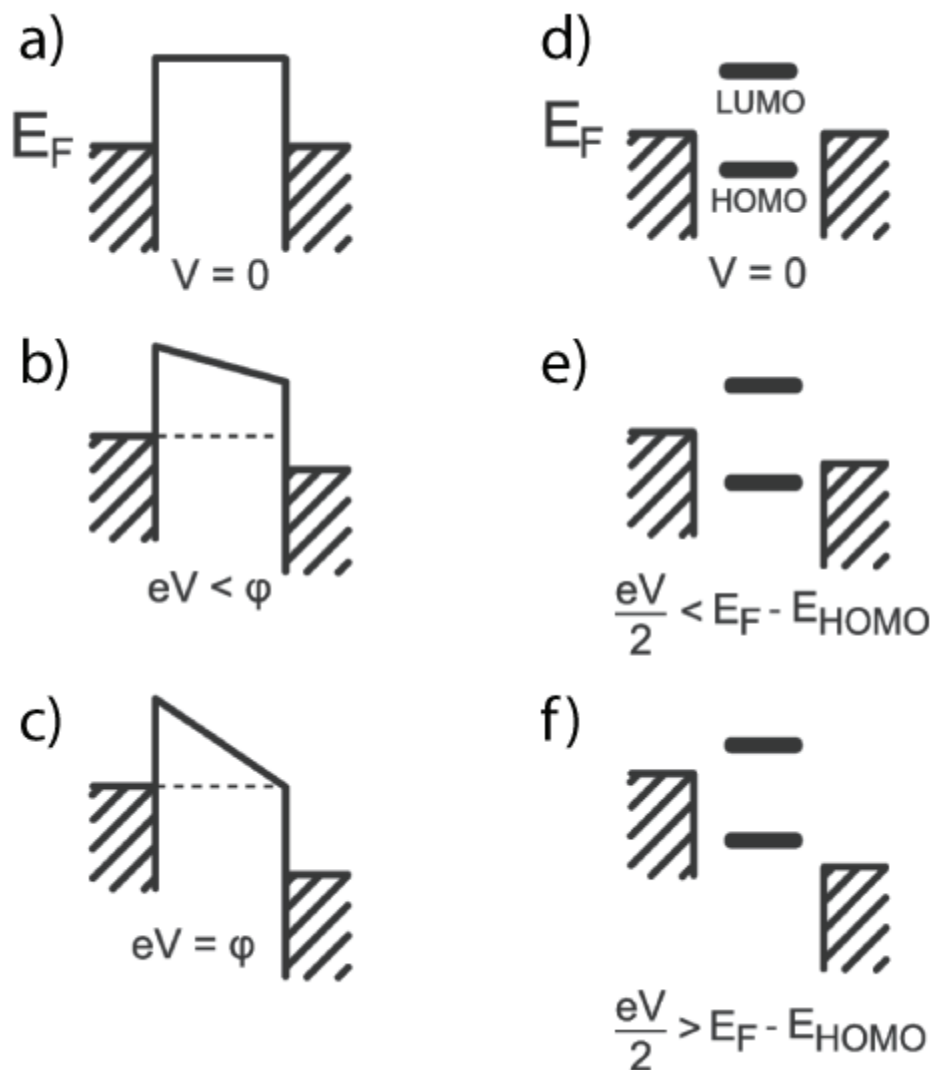 a)
E_F
V = 0
b)
eV < φ
c)
eV = φ
d)
LUMO
E_F
HOMO
V = 0
e)
eV/2 < E_F - E_HOMO
f)
eV/2 > E_F - E_HOMO